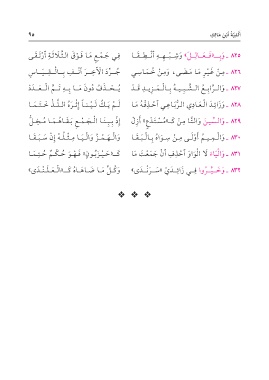 أَلْفِيَّةُ ابْنِ مَالِكٍ ٩٥
٨٢٥ ـ وَبِـ«فَعَالِلَ» وَشِبْهِهِ انْطِقَا فِي جَمْعِ مَا فَوْقَ الثَّلَاثَةِ ارْتَقَى
٨٢٦ ـ مِنْ غَيْرِ مَا مَضَى، وَمِنْ خُمَاسِي جُرِّدَ الْآخِرَ انْفِ بِالْقِيَاسِ
٨٢٧ ـ وَالرَّابِعُ الشَّبِيهُ بِالْمَزِيدِ قَدْ يُحْذَفُ دُونَ مَا بِهِ تَمَّ الْعَدَدْ
٨٢٨ ـ وَزَائِدَ الْعَادِي الرُّبَاعِي احْذِفْهُ مَا لَمْ يَكُ لَيْنًا إِثْرَهُ اللَّذْ خَتَمَا
٨٢٩ ـ وَالسِّينَ وَالتَّا مِنْ كَـ«مُسْتَدْعٍ» أَزِلْ إِذْ بِبِنَا الْجَمْعِ بَقَاهُمَا مُخِلْ
٨٣٠ ـ وَالْمِيمُ أَوْلَى مِنْ سِوَاهُ بِالْبَقَا وَالْهَمْزُ وَالْيَا مِثْلُهُ إِنْ سَبَقَا
٨٣١ ـ وَالْيَاءَ لَا الْوَاوَ احْذِفِ انْ جَمَعْتَ مَا كَـ«حَيْزَبُونٍ» فَهْوَ حُكْمٌ حُتِمَا
٨٣٢ ـ وَخَيَّرُوا فِي زَائِدَيْ «سَرَنْدَى» وَكُلِّ مَا ضَاهَاهُ كَـ«الْعَلَنْدَى»